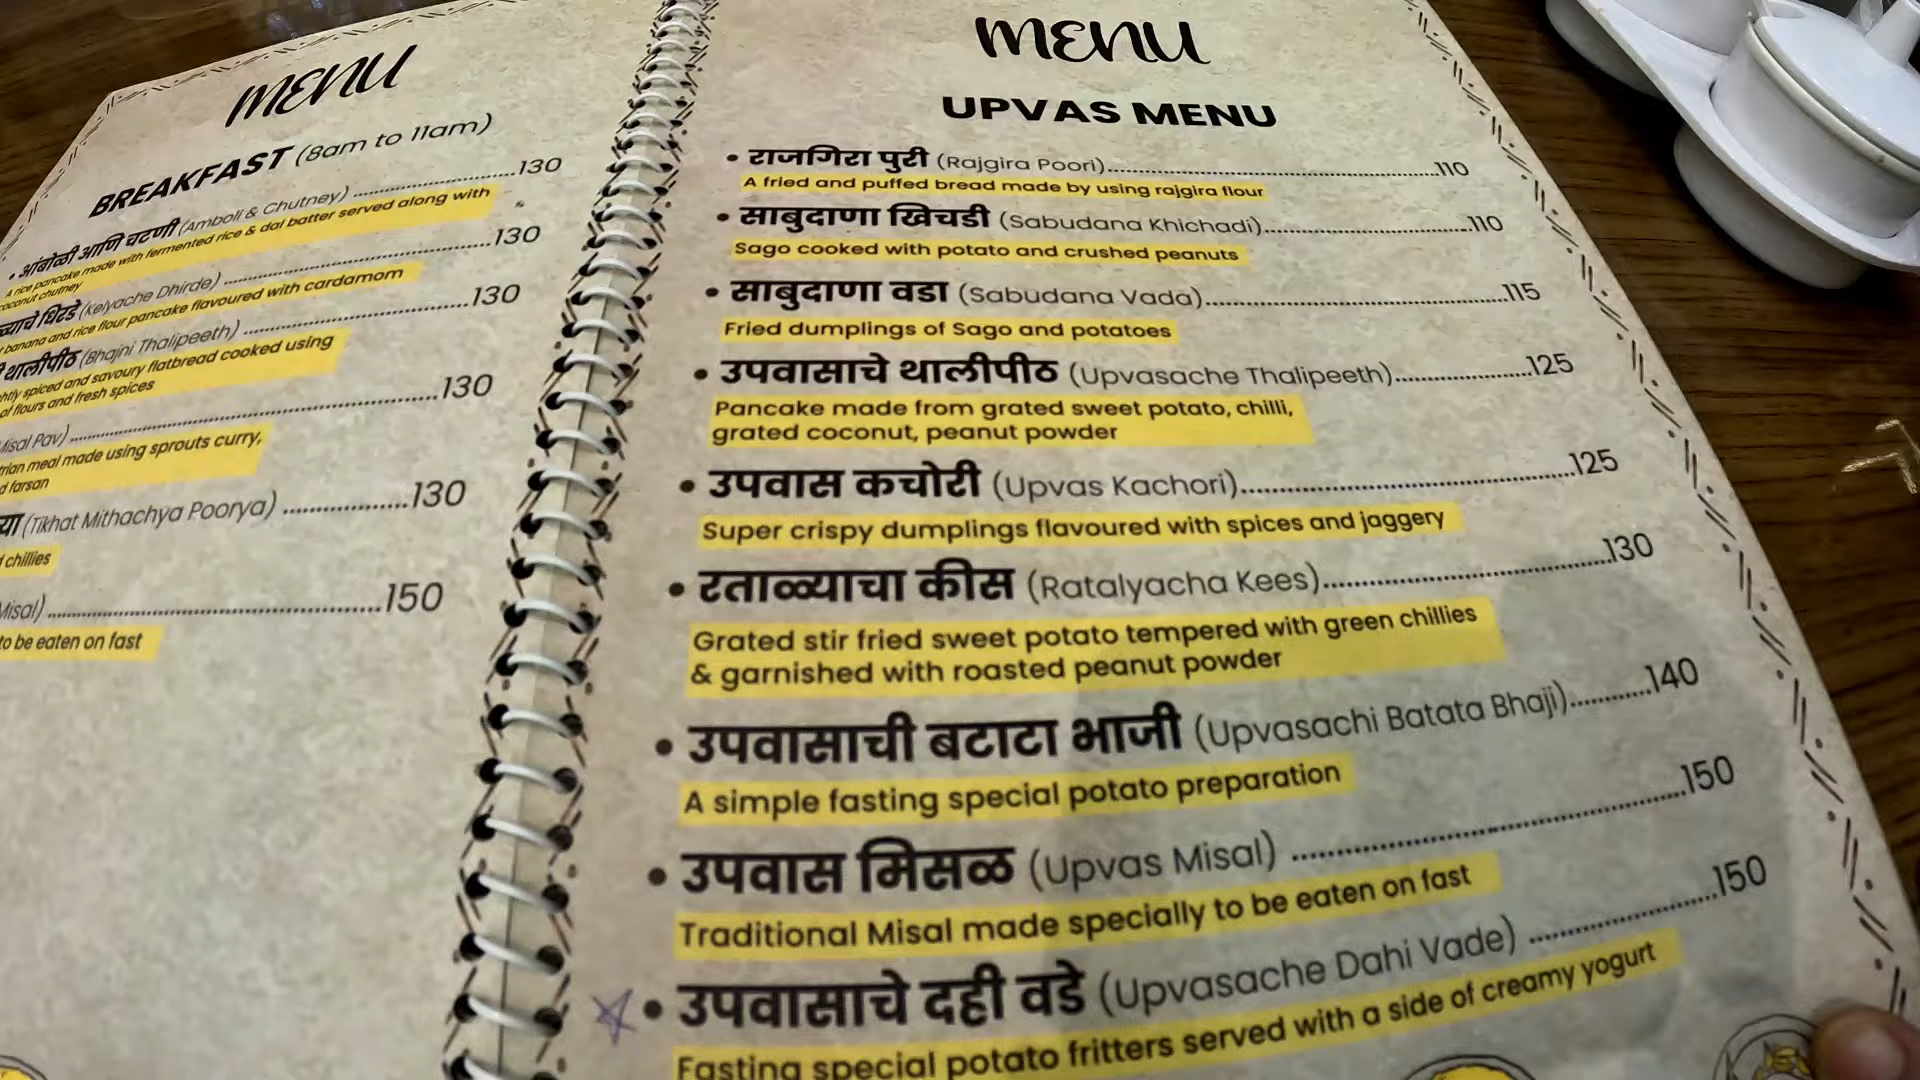 MENU
BREAKFAST (8am to 11am)
• आंबोळी आणि चटणी (Amboli & Chutney) ..........130
A rice pancake made with fermented rice & dal batter served along with
coconut chutney
धिरडे (Kelyache Dhirde) ..........130
banana and rice flour pancake flavoured with cardamom
थालीपीठ (Bhajni Thalipeeth) ..........130
spiced and savoury flatbread cooked using
of flours and fresh spices
Misal Pav) ..........130
meal made using sprouts curry,
farsan
(Tikhat Mithachya Poorya) ..........130
chillies
Misal) ..........150
to be eaten on fast
MENU
UPVAS MENU
• राजगिरा पुरी (Rajgira Poori)..........110
A fried and puffed bread made by using rajgira flour
• साबुदाणा खिचडी (Sabudana Khichadi)..........110
Sago cooked with potato and crushed peanuts
• साबुदाणा वडा (Sabudana Vada)..........115
Fried dumplings of Sago and potatoes
• उपवासाचे थालीपीठ (Upvasache Thalipeeth)..........125
Pancake made from grated sweet potato, chilli,
grated coconut, peanut powder
• उपवास कचोरी (Upvas Kachori)..........125
Super crispy dumplings flavoured with spices and jaggery
• रताळ्याचा कीस (Ratalyacha Kees)..........130
Grated stir fried sweet potato tempered with green chillies
& garnished with roasted peanut powder
• उपवासाची बटाटा भाजी (Upvasachi Batata Bhaji)..........140
A simple fasting special potato preparation
• उपवास मिसळ (Upvas Misal) ..........150
Traditional Misal made specially to be eaten on fast
• उपवासाचे दही वडे (Upvasache Dahi Vade) ..........150
Fasting special potato fritters served with a side of creamy yogurt